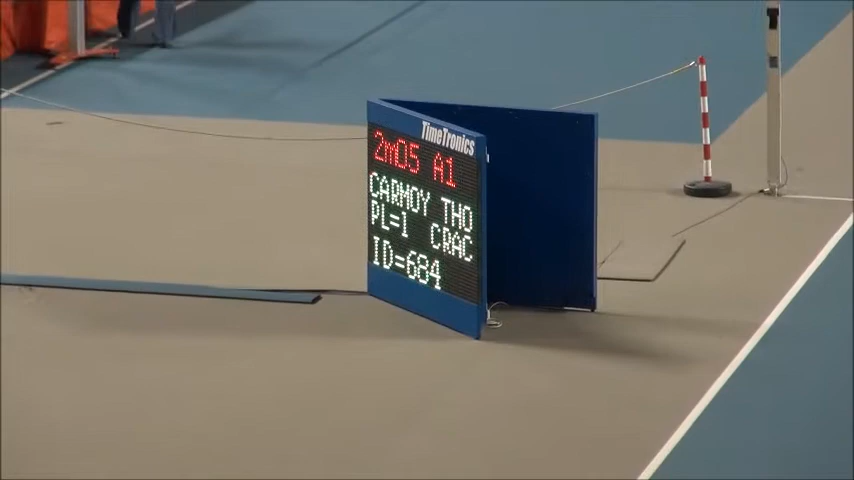 TimeTronics
2m05 A1
CARMOY THO
PL=1 CRAC
ID=684